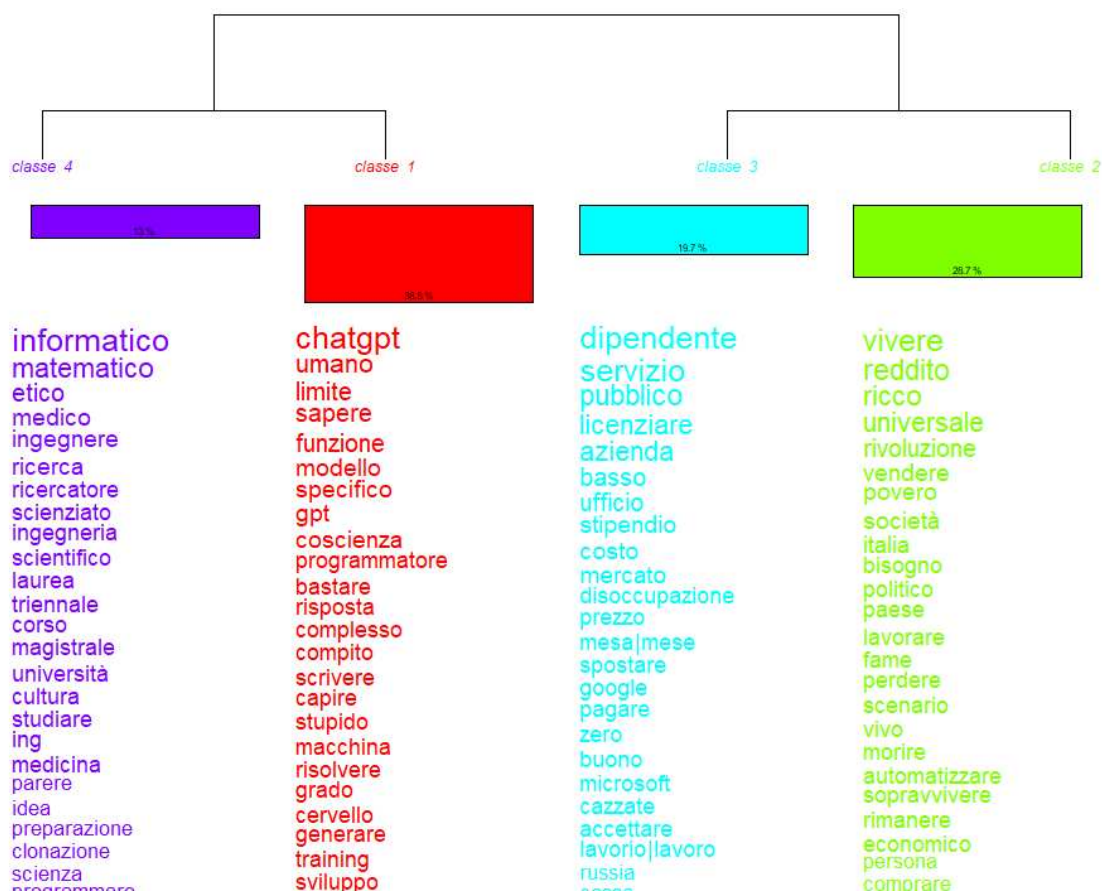 classe 4
classe 1
classe 3
classe 2
13 %
19.7 %
28.7 %
informatico
matematico
etico
medico
ingegnere
ricerca
ricercatore
scienziato
ingegneria
scientifico
laurea
triennale
corso
magistrale
università
cultura
studiare
ing
medicina
parere
idea
preparazione
clonazione
scienza
chatgpt
umano
limite
sapere
funzione
modello
specifico
gpt
coscienza
programmatore
bastare
risposta
complesso
compito
scrivere
capire
stupido
macchina
risolvere
grado
cervello
generare
training
sviluppo
dipendente
servizio
pubblico
licenziare
azienda
basso
ufficio
stipendio
costo
mercato
disoccupazione
prezzo
mesa|mese
spostare
google
pagare
zero
buono
microsoft
cazzate
accettare
lavorio|lavoro
russia
vivere
reddito
ricco
universale
rivoluzione
vendere
povero
società
italia
bisogno
politico
paese
lavorare
fame
perdere
scenario
vivo
morire
automatizzare
sopravvivere
rimanere
economico
persona
comprare